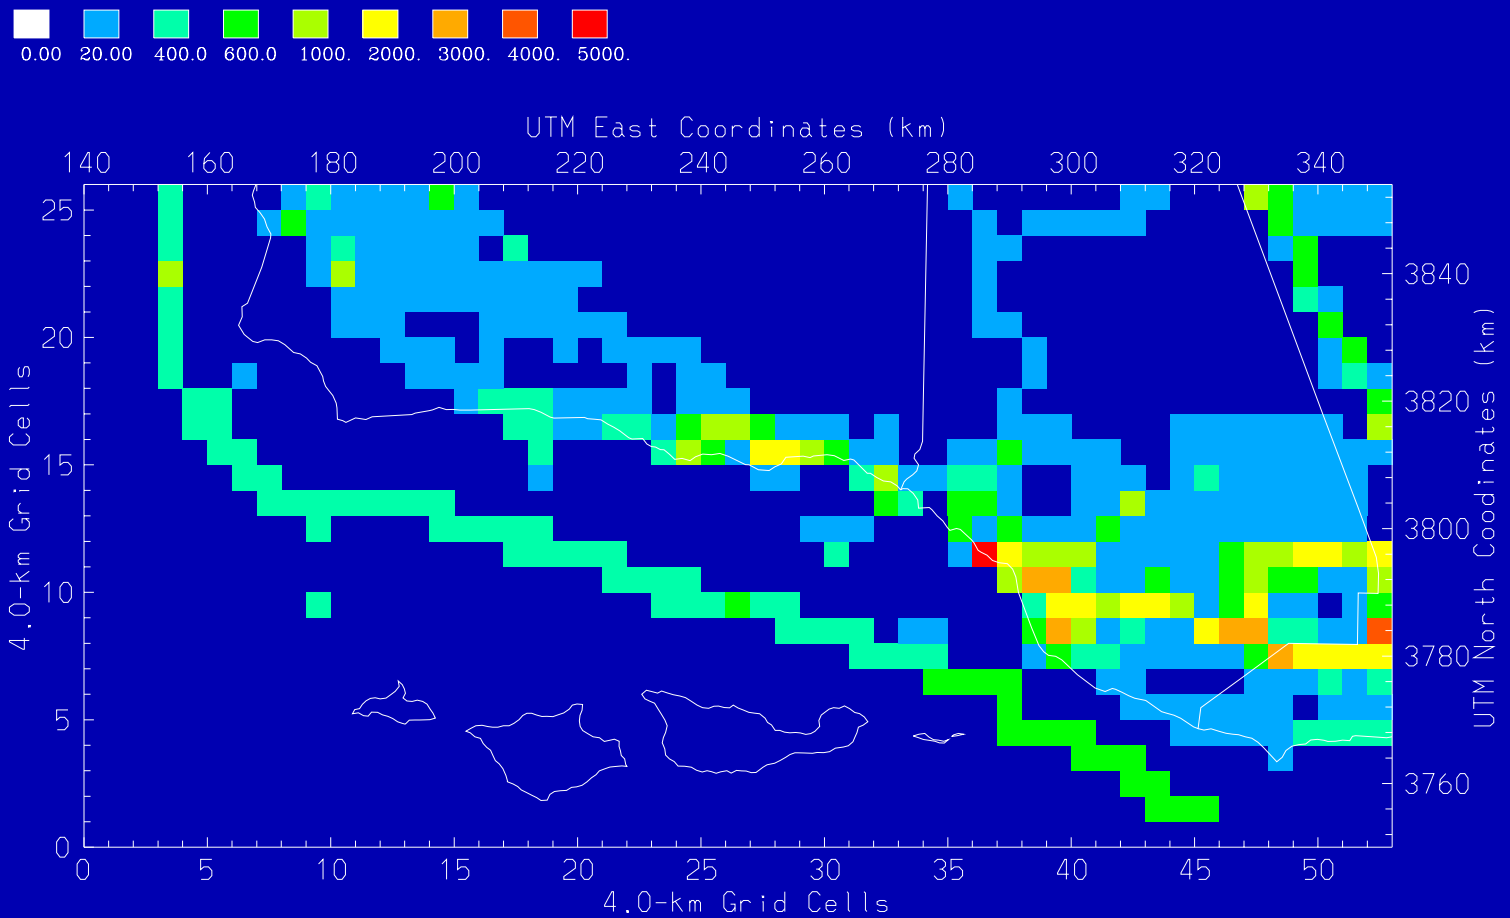 0.00 20.00 400.0 600.0 1000. 2000. 3000. 4000. 5000.
UTM East Coordinates (km)
140 160 180 200 220 240 260 280 300 320 340
25
20
15
10
5
0
4.0-km Grid Cells
3840
3820
3800
3780
3760
UTM North Coodinates (km)
0 5 10 15 20 25 30 35 40 45 50
4.0-km Grid Cells